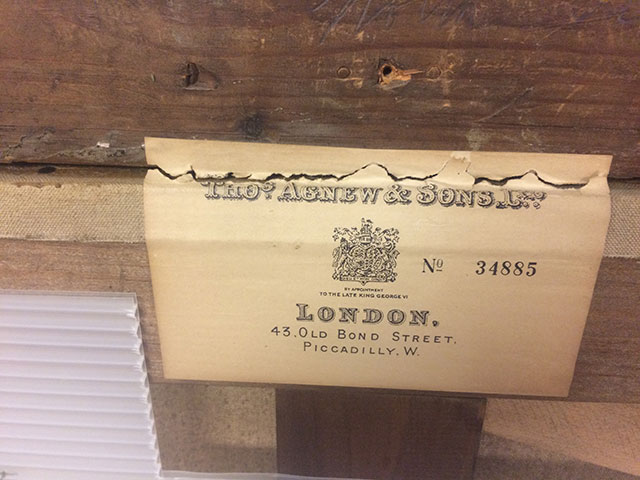 THOS AGNEW & SONS, LTD
Nº 34885
BY APPOINTMENT
TO THE LATE KING GEORGE VI
LONDON,
43, OLD BOND STREET,
PICCADILLY, W.